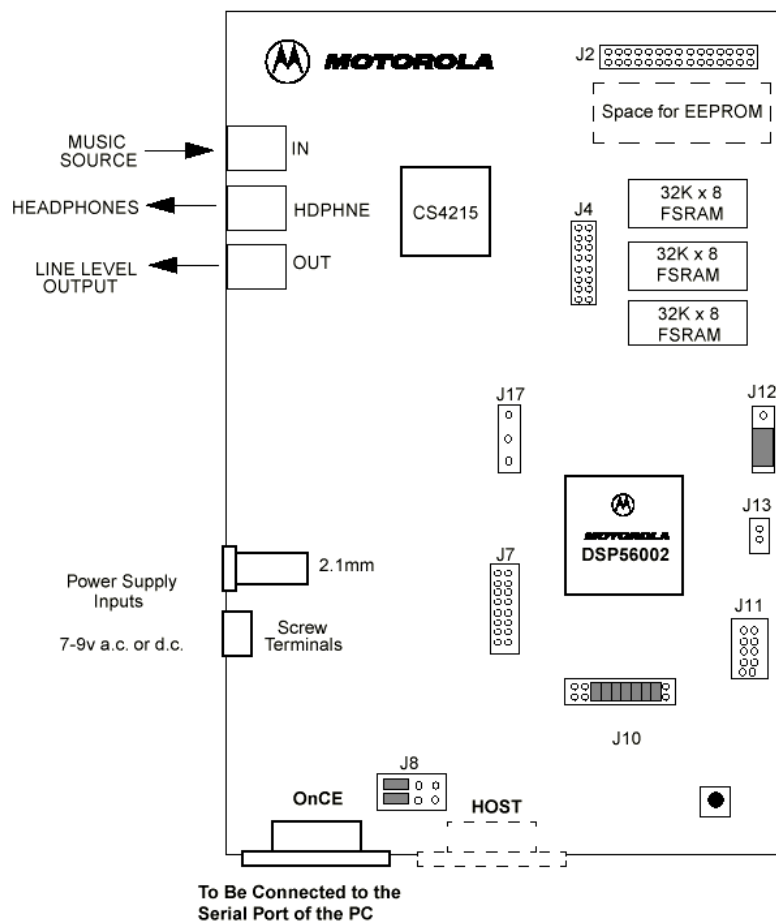 MOTOROLA
J2
Space for EEPROM
MUSIC
SOURCE
IN
HEADPHONES
HDPHNE
LINE LEVEL
OUTPUT
OUT
CS4215
J4
32K x 8
FSRAM
32K x 8
FSRAM
32K x 8
FSRAM
J17
J12
MOTOROLA
DSP56002
J13
J7
2.1mm
Power Supply
Inputs
7-9v a.c. or d.c.
Screw
Terminals
J11
J10
J8
OnCE
HOST
To Be Connected to the
Serial Port of the PC